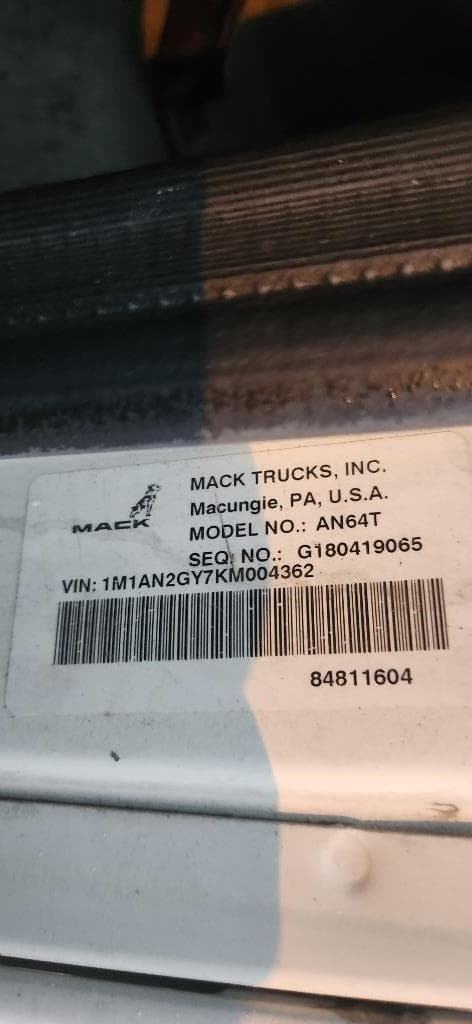 MACK
MACK TRUCKS, INC.
Macungie, PA, U.S.A.
MODEL NO.: AN64T
SEQ. NO.: G180419065
VIN: 1M1AN2GY7KM004362
84811604